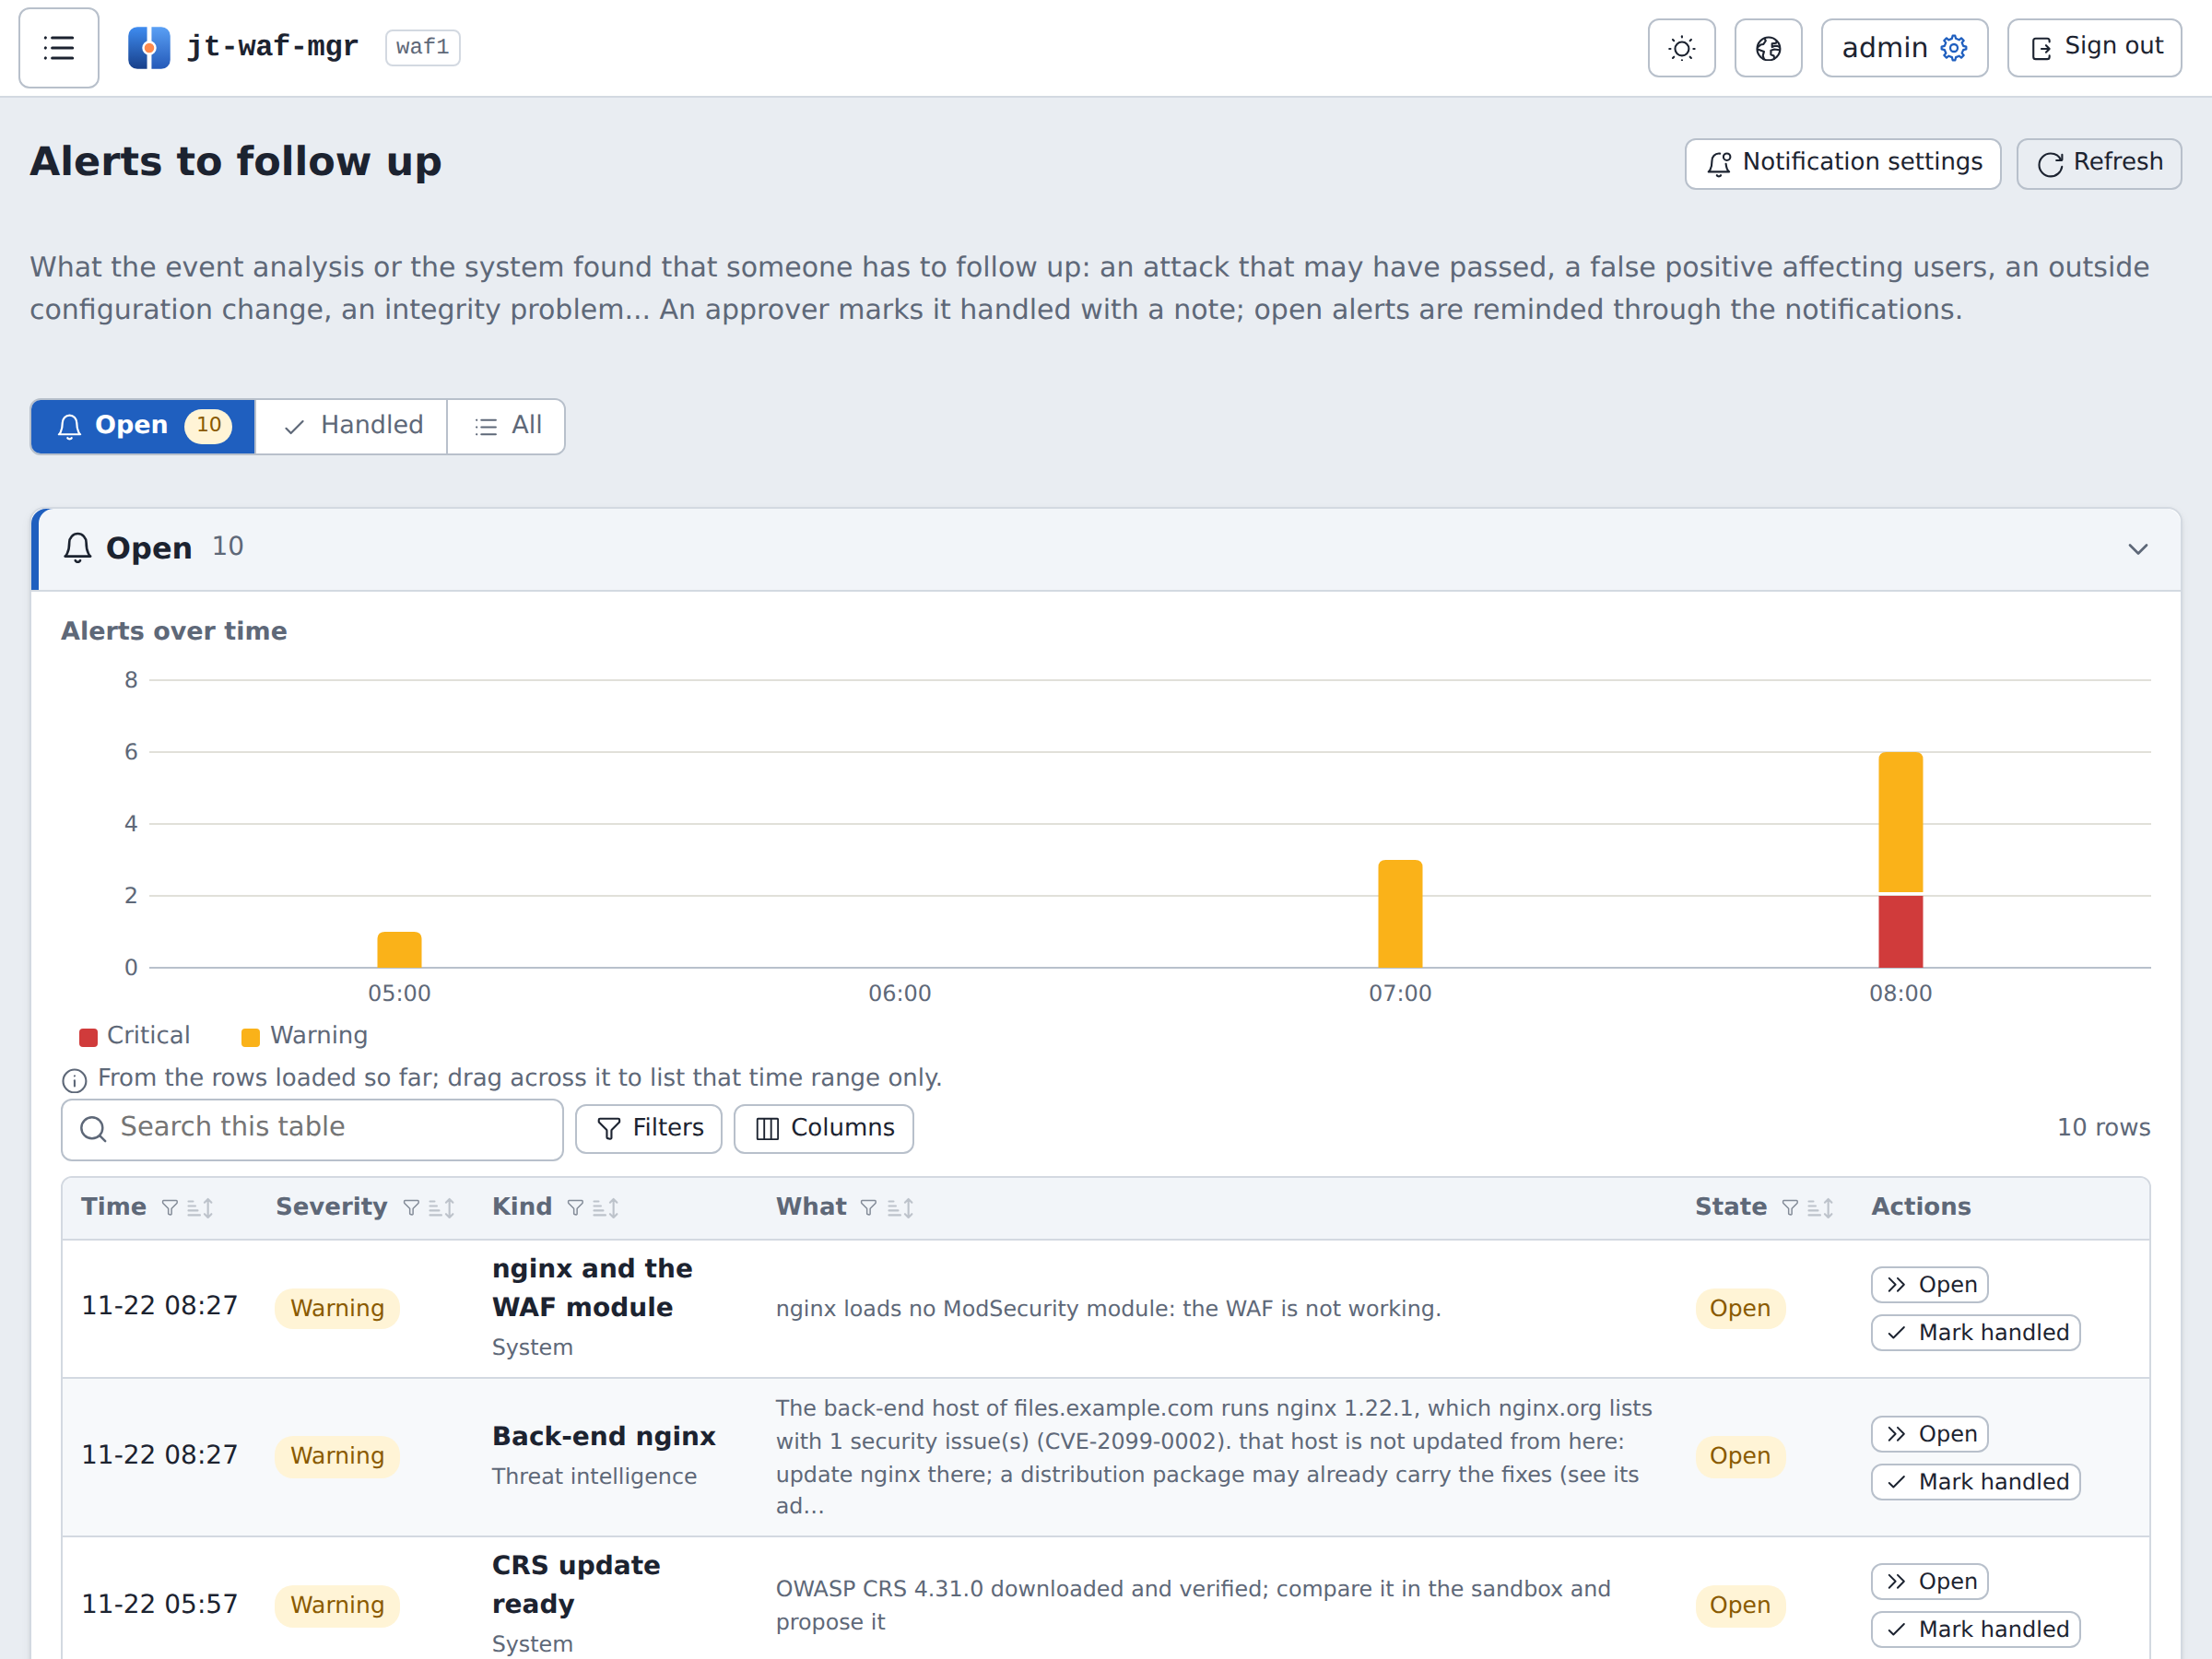 jt-waf-mgr waf1 admin Sign out
Alerts to follow up Notification settings Refresh
What the event analysis or the system found that someone has to follow up: an attack that may have passed, a false positive affecting users, an outside
configuration change, an integrity problem... An approver marks it handled with a note; open alerts are reminded through the notifications.
Open 10 Handled All
Open 10
Alerts over time
8
6
4
2
0
05:00 06:00 07:00 08:00
Critical Warning
From the rows loaded so far; drag across it to list that time range only.
Search this table Filters Columns 10 rows
Time Severity Kind What State Actions
11-22 08:27 Warning
nginx and the
WAF module
System
nginx loads no ModSecurity module: the WAF is not working.
Open
Open
Mark handled
11-22 08:27 Warning
Back-end nginx
Threat intelligence
The back-end host of files.example.com runs nginx 1.22.1, which nginx.org lists
with 1 security issue(s) (CVE-2099-0002). that host is not updated from here:
update nginx there; a distribution package may already carry the fixes (see its
ad...
Open
Open
Mark handled
11-22 05:57 Warning
CRS update
ready
System
OWASP CRS 4.31.0 downloaded and verified; compare it in the sandbox and
propose it
Open
Open
Mark handled